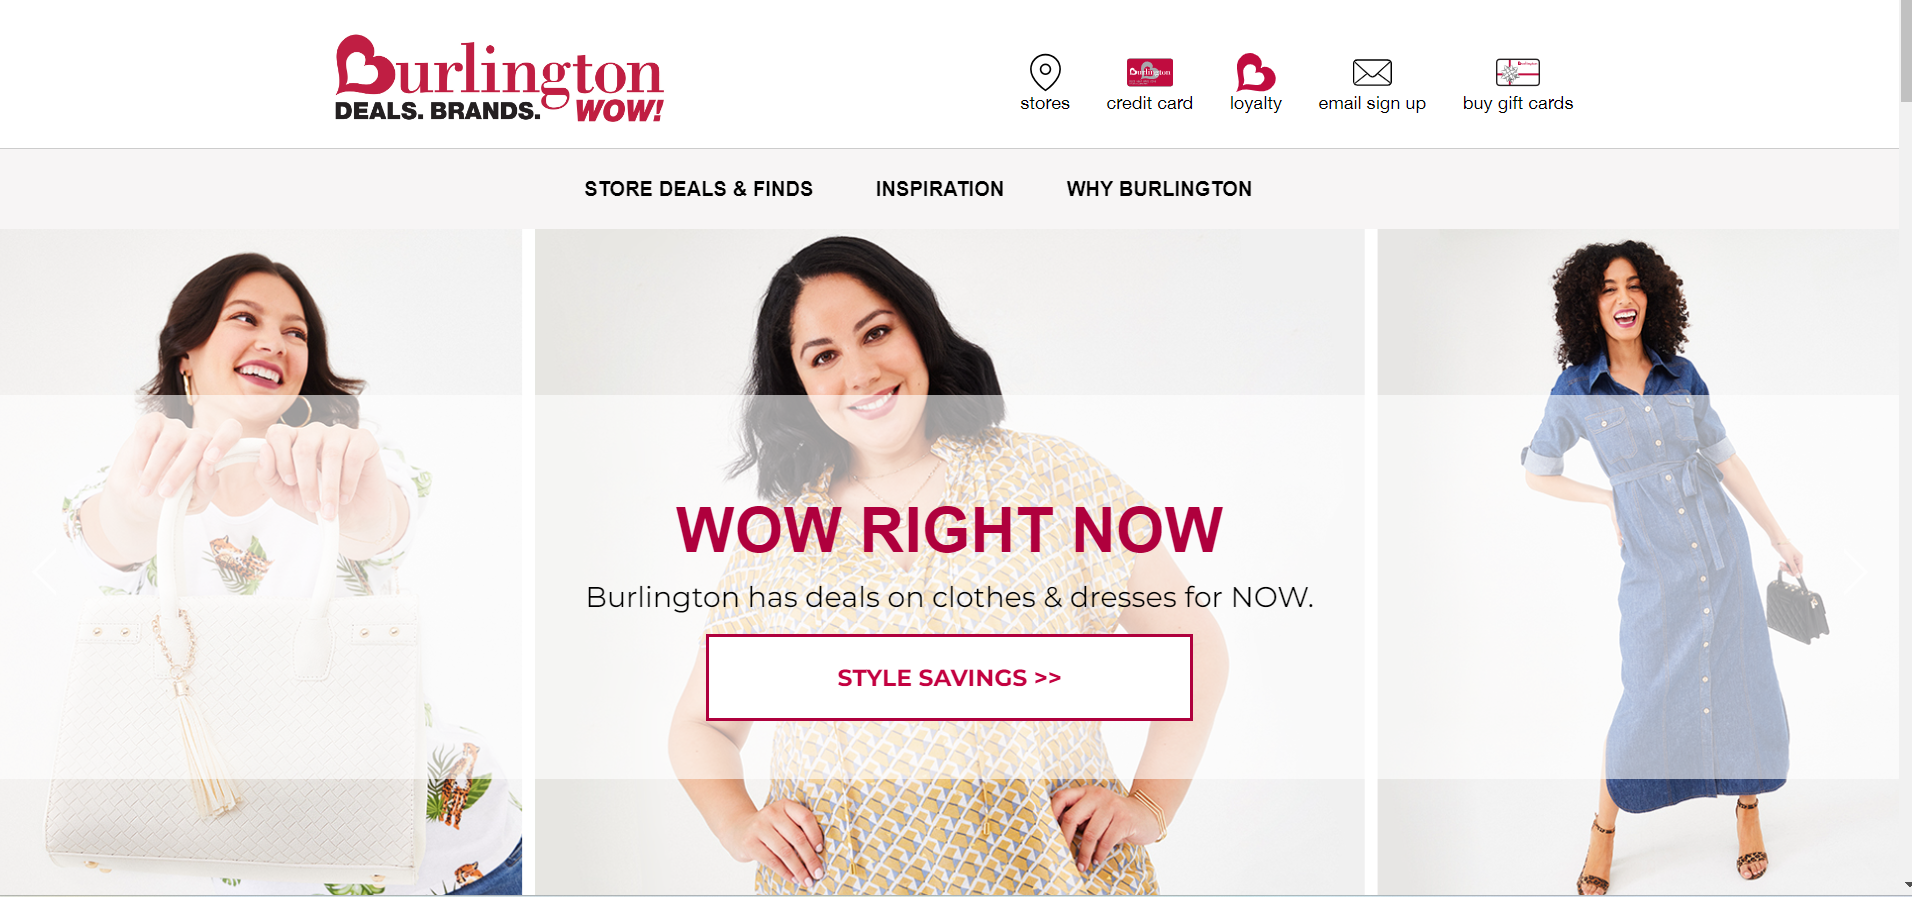 Burlington
DEALS. BRANDS. WOW!
stores
credit card
loyalty
email sign up
buy gift cards
STORE DEALS & FINDS
INSPIRATION
WHY BURLINGTON
WOW RIGHT NOW
Burlington has deals on clothes & dresses for NOW.
STYLE SAVINGS >>